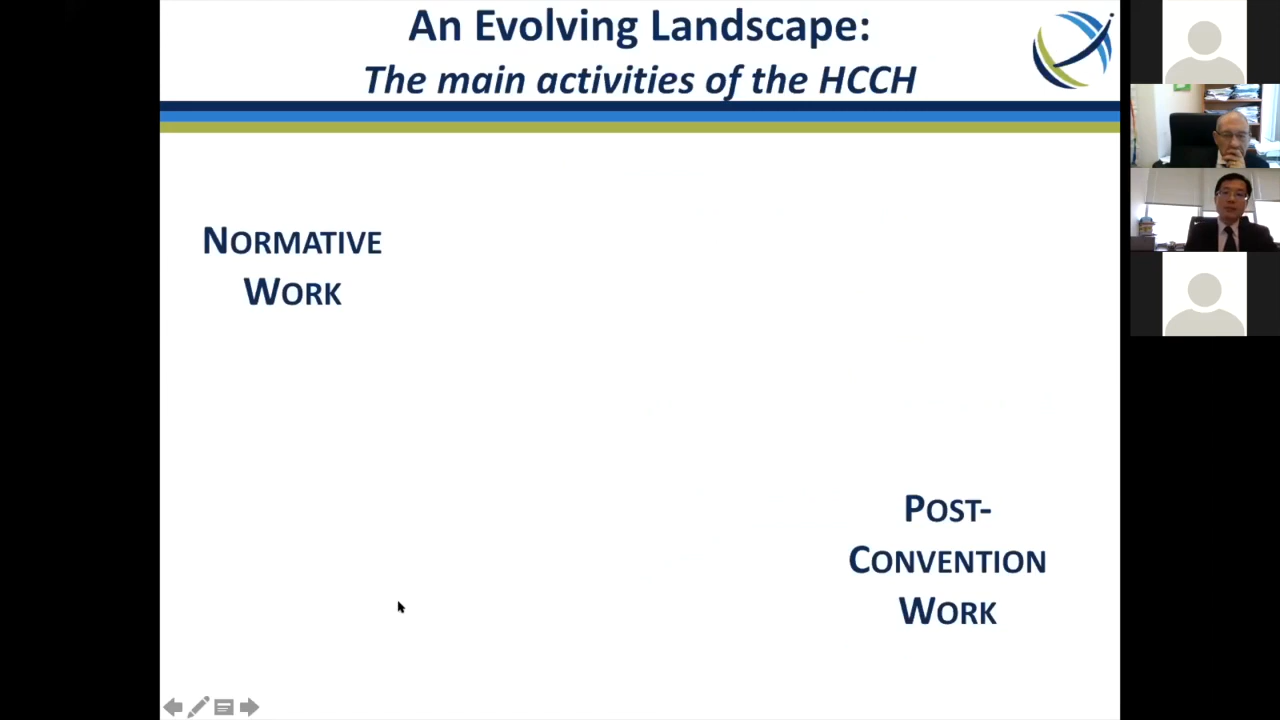 An Evolving Landscape:
The main activities of the HCCH
NORMATIVE
WORK
POST-
CONVENTION
WORK